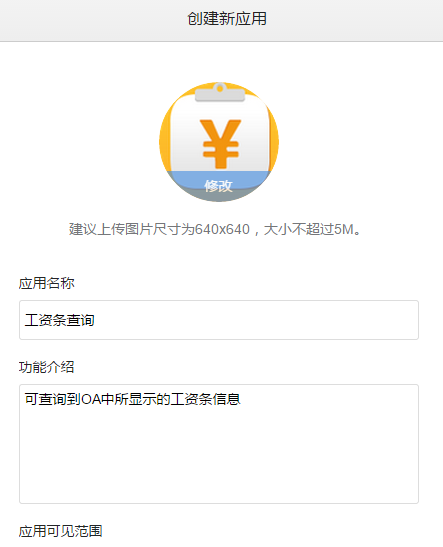 创建新应用
¥
修改
建议上传图片尺寸为640x640，大小不超过5M。
应用名称
工资条查询
功能介绍
可查询到OA中所显示的工资条信息
应用可见范围